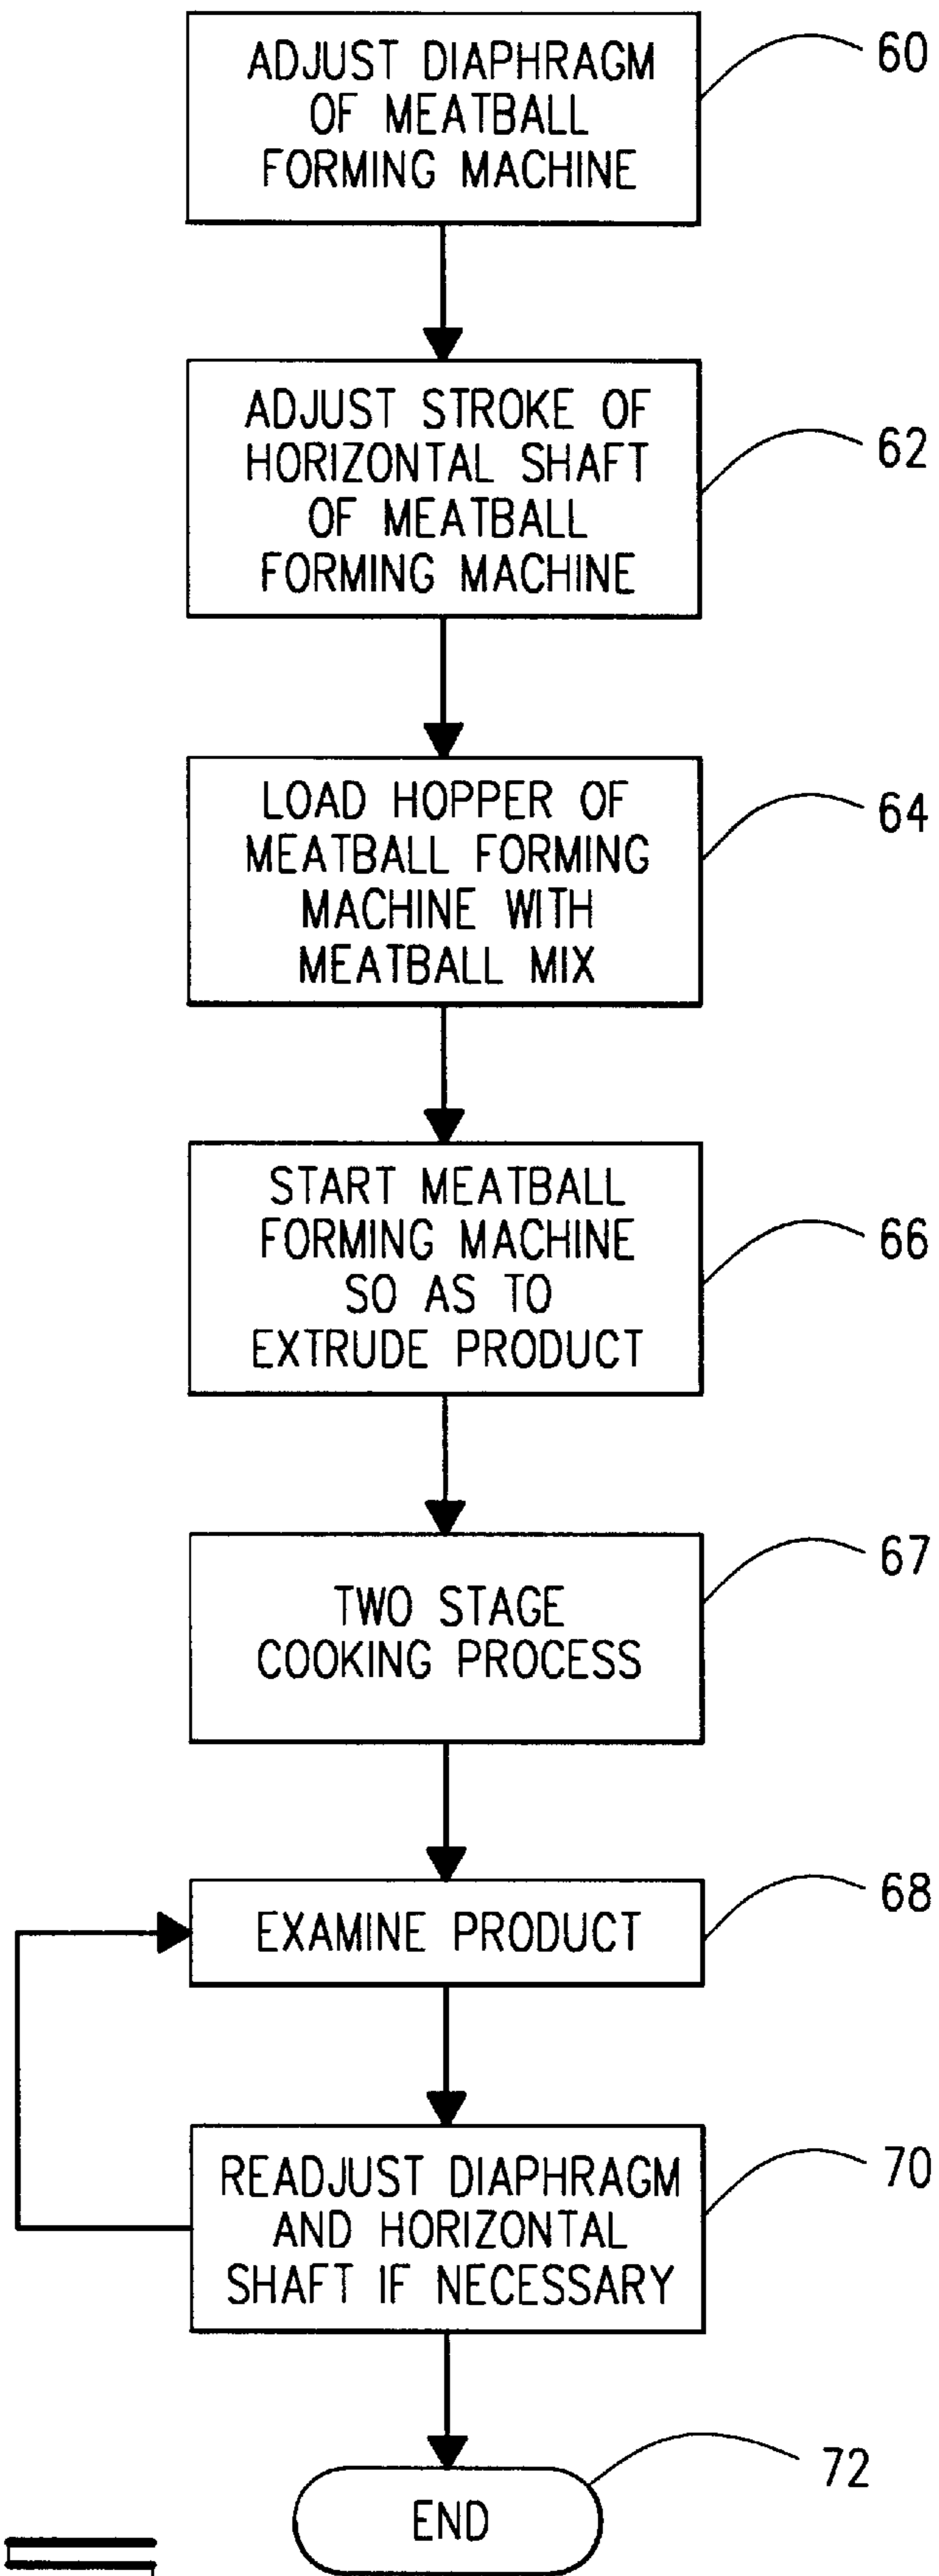 ADJUST DIAPHRAGM
OF MEATBALL
FORMING MACHINE
60
ADJUST STROKE OF
HORIZONTAL SHAFT
OF MEATBALL
FORMING MACHINE
62
LOAD HOPPER OF
MEATBALL FORMING
MACHINE WITH
MEATBALL MIX
64
START MEATBALL
FORMING MACHINE
SO AS TO
EXTRUDE PRODUCT
66
TWO STAGE
COOKING PROCESS
67
EXAMINE PRODUCT
68
READJUST DIAPHRAGM
AND HORIZONTAL
SHAFT IF NECESSARY
70
END
72